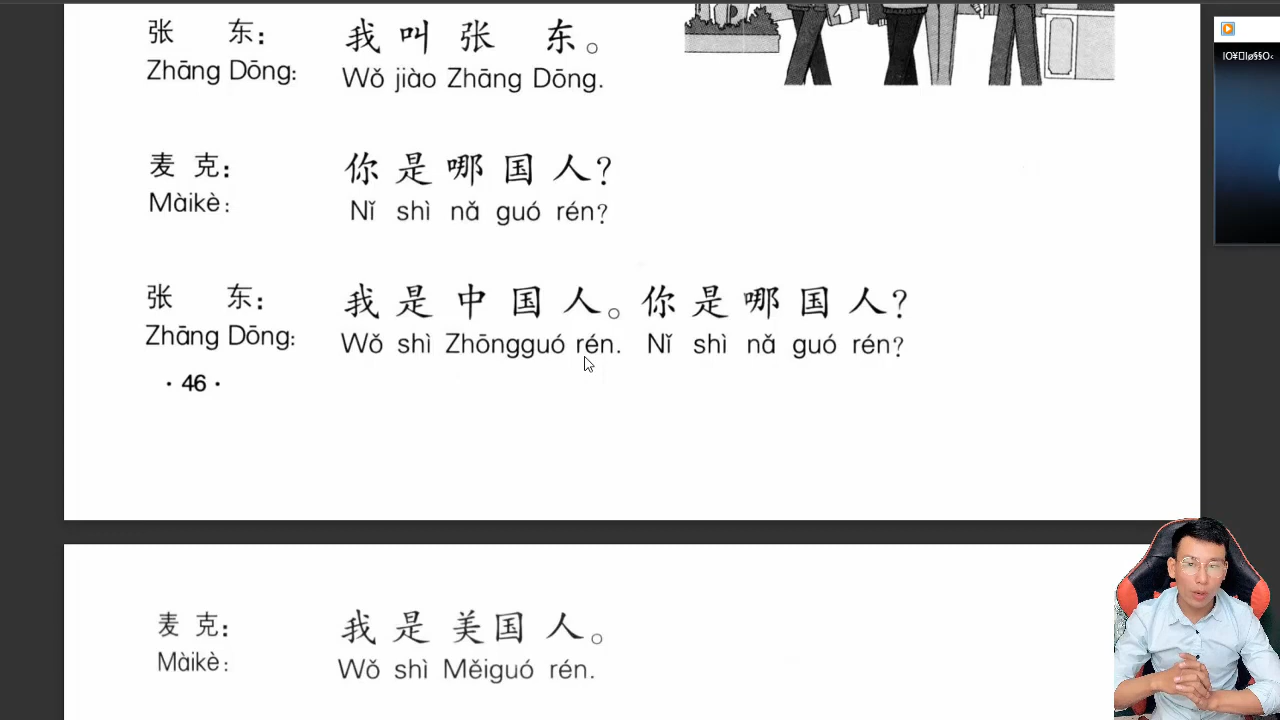 张 东： 我 叫 张 东。
Zhāng Dōng: Wǒ jiào Zhāng Dōng.
麦 克： 你 是 哪 国 人？
Màikè: Nǐ shì nǎ guó rén?
张 东： 我 是 中 国 人。你 是 哪 国 人？
Zhāng Dōng: Wǒ shì Zhōngguó rén. Nǐ shì nǎ guó rén?
· 46 ·
麦 克： 我 是 美 国 人。
Màikè: Wǒ shì Měiguó rén.